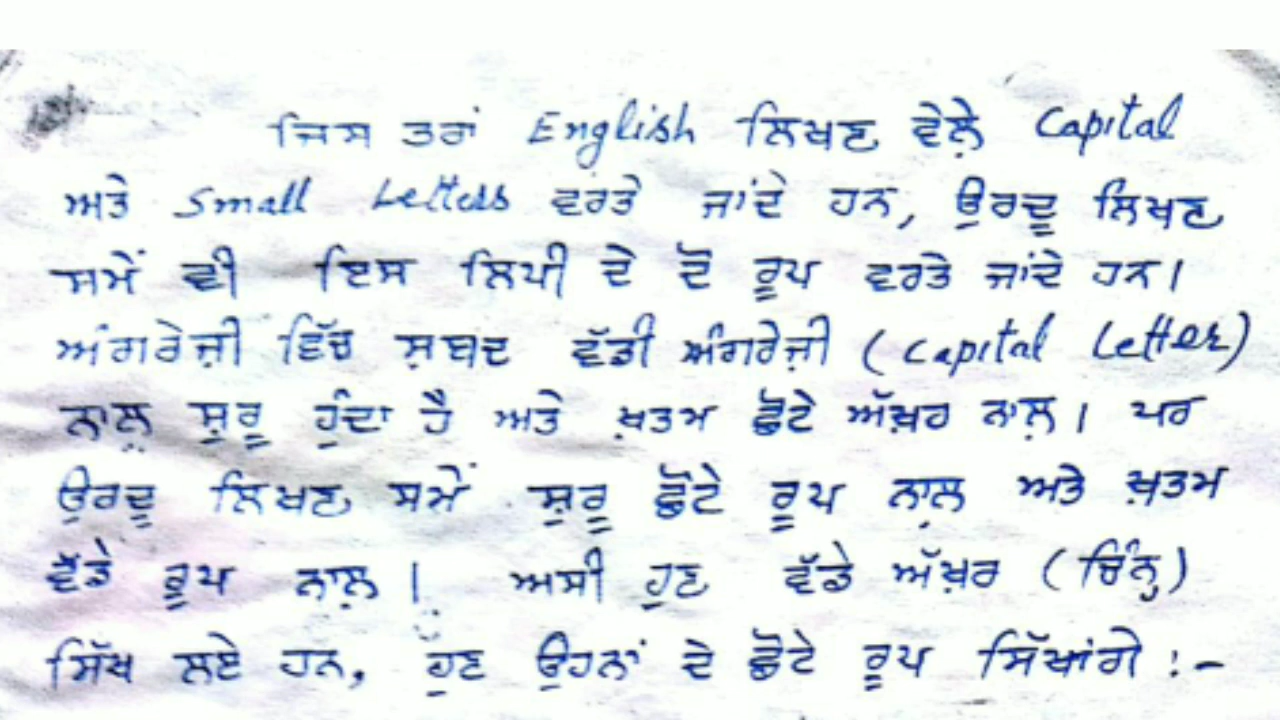 ਜਿਸ ਤਰਾਂ English ਲਿਖਣ ਵੇਲ਼ੇ Capital
ਅਤੇ Small Letters ਵਰਤੇ ਜਾਂਦੇ ਹਨ, ਉਰਦੂ ਲਿਖਣ
ਸਮੇਂ ਵੀ ਇਸ ਲਿਪੀ ਦੇ ਦੋ ਰੂਪ ਵਰਤੇ ਜਾਂਦੇ ਹਨ।
ਅੰਗਰੇਜ਼ੀ ਵਿੱਚ ਸ਼ਬਦ ਵੱਡੀ ਅੰਗਰੇਜ਼ੀ (Capital Letter)
ਨਾਲ਼ ਸ਼ੁਰੂ ਹੁੰਦਾ ਹੈ ਅਤੇ ਖ਼ਤਮ ਛੋਟੇ ਅੱਖ਼ਰ ਨਾਲ਼। ਪਰ
ਉਰਦੂ ਲਿਖਣ ਸਮੇਂ ਸ਼ੁਰੂ ਛੋਟੇ ਰੂਪ ਨਾਲ਼ ਅਤੇ ਖ਼ਤਮ
ਵੱਡੇ ਰੂਪ ਨਾਲ਼। ਅਸੀ ਹੁਣ ਵੱਡੇ ਅੱਖ਼ਰ (ਚਿੰਨ੍ਹ)
ਸਿੱਖ ਲਏ ਹਨ, ਹੁਣ ਉਹਨਾਂ ਦੇ ਛੋਟੇ ਰੂਪ ਸਿੱਖਾਂਗੇ :-